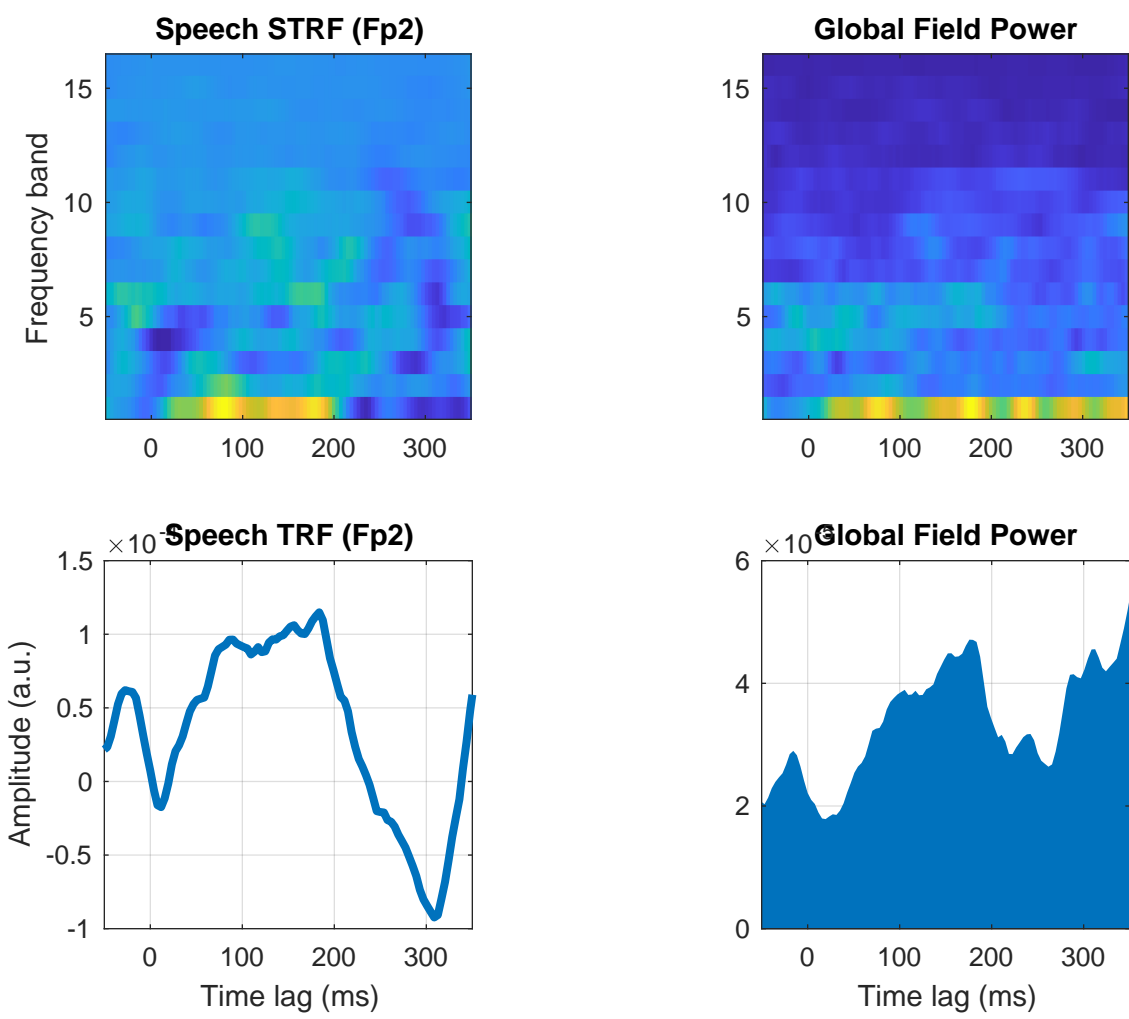 Speech STRF (Fp2)
Frequency band
15
10
5
0 100 200 300
Global Field Power
15
10
5
0 100 200 300
Speech TRF (Fp2)
×10
Amplitude (a.u.)
1.5
1
0.5
0
-0.5
-1
0 100 200 300
Time lag (ms)
Global Field Power
×10
6
4
2
0
0 100 200 300
Time lag (ms)